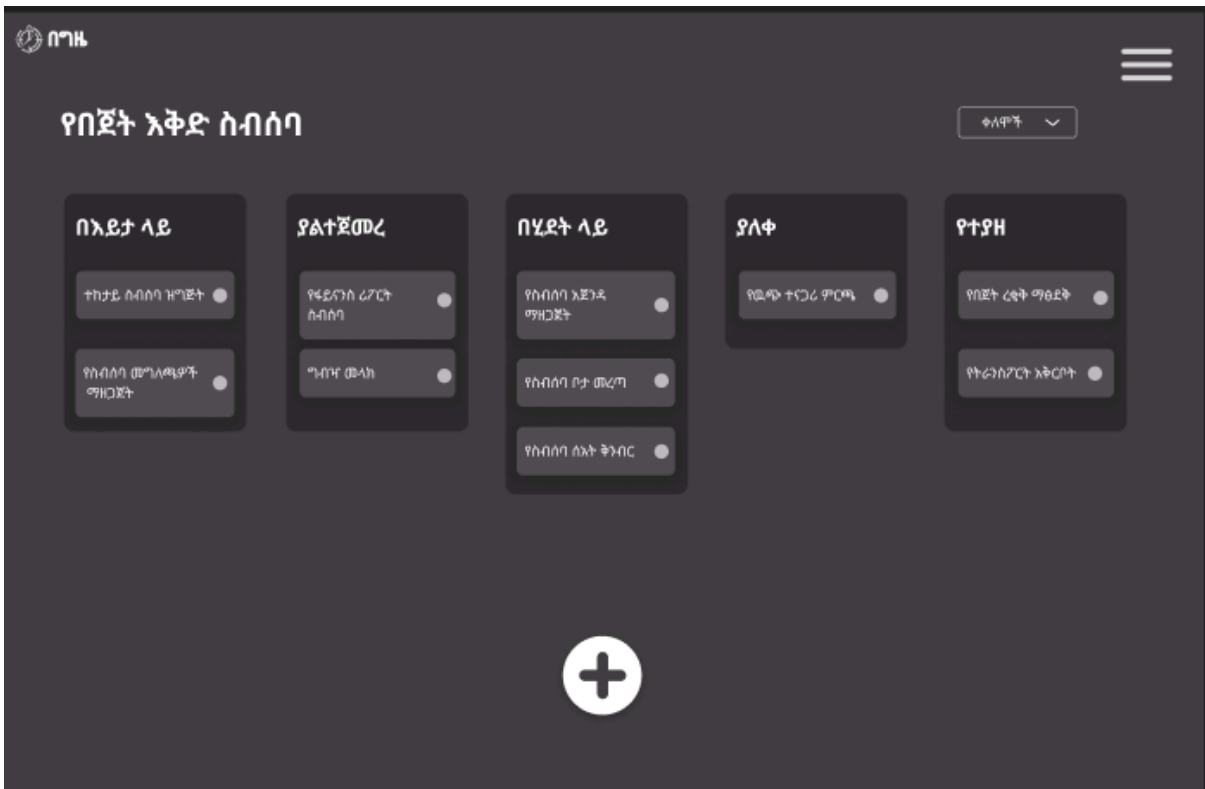 በግዜ
የበጀት እቅድ ስብሰባ
ቀለሞች
በእይታ ላይ
ተከታይ ስብሰባ ዝግጅት
የስብሰባ መግለጫዎች
ማዘጋጀት
ያልተጀመረ
የፋይናንስ ሪፖርት
ስብሰባ
ግብዣ መላክ
በሂደት ላይ
የስብሰባ አጀንዳ
ማዘጋጀት
የስብሰባ ቦታ መረጣ
የስብሰባ ሰአት ቅንብር
ያለቀ
የዉጭ ተናጋሪ ምርጫ
የተያዘ
የበጀት ረቂቅ ማፅደቅ
የትራንስፖርት አቅርቦት